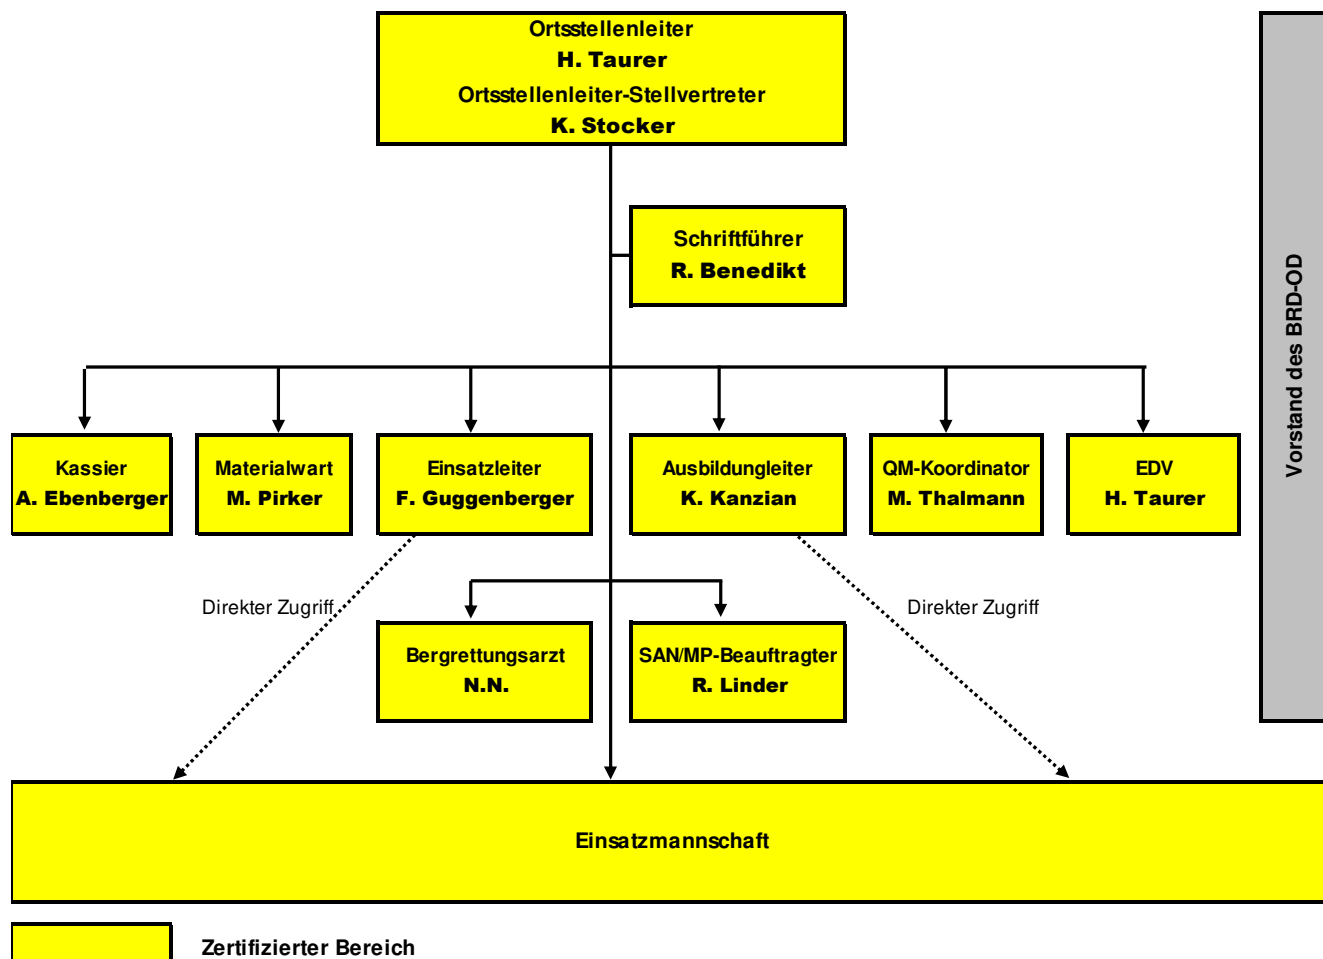 Ortsstellenleiter
H. Taurer
Ortsstellenleiter-Stellvertreter
K. Stocker
Schriftführer
R. Benedikt
Vorstand des BRD-OD
Kassier
A. Ebenberger
Materialwart
M. Pirker
Einsatzleiter
F. Guggenberger
Ausbildungleiter
K. Kanzian
QM-Koordinator
M. Thalmann
EDV
H. Taurer
Direkter Zugriff
Direkter Zugriff
Bergrettungsarzt
N.N.
SAN/MP-Beauftragter
R. Linder
Einsatzmannschaft
Zertifizierter Bereich